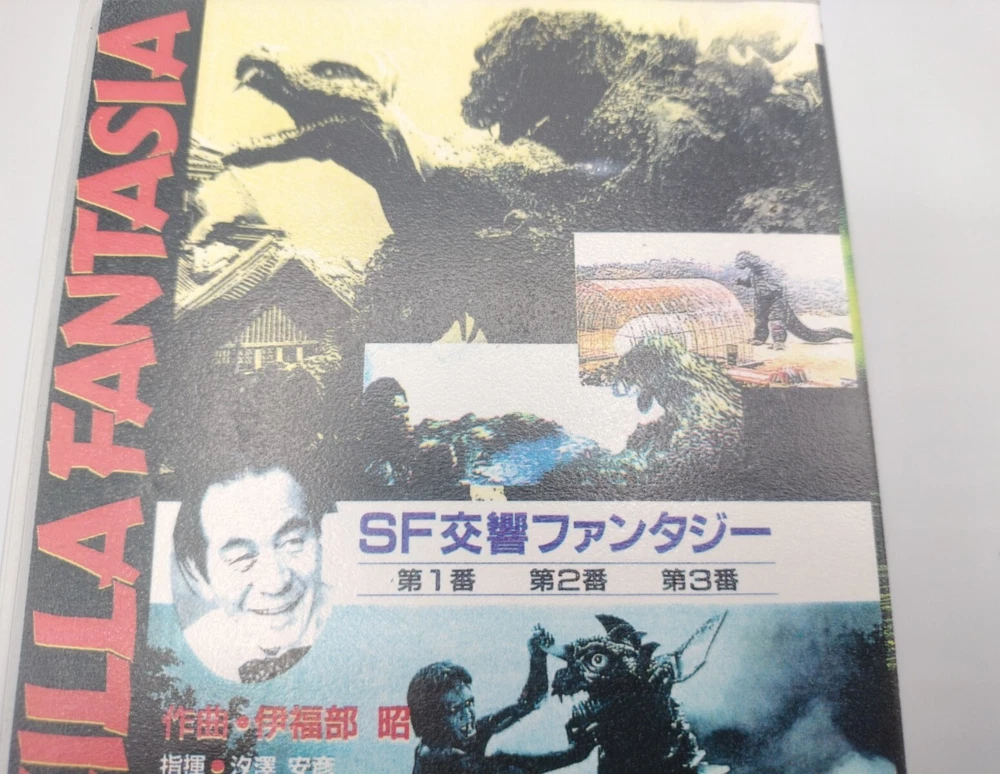 ILLA FANTASIA
SF交響ファンタジー
第1番 第2番 第3番
作曲・伊福部 昭
指揮・汐澤 安彦